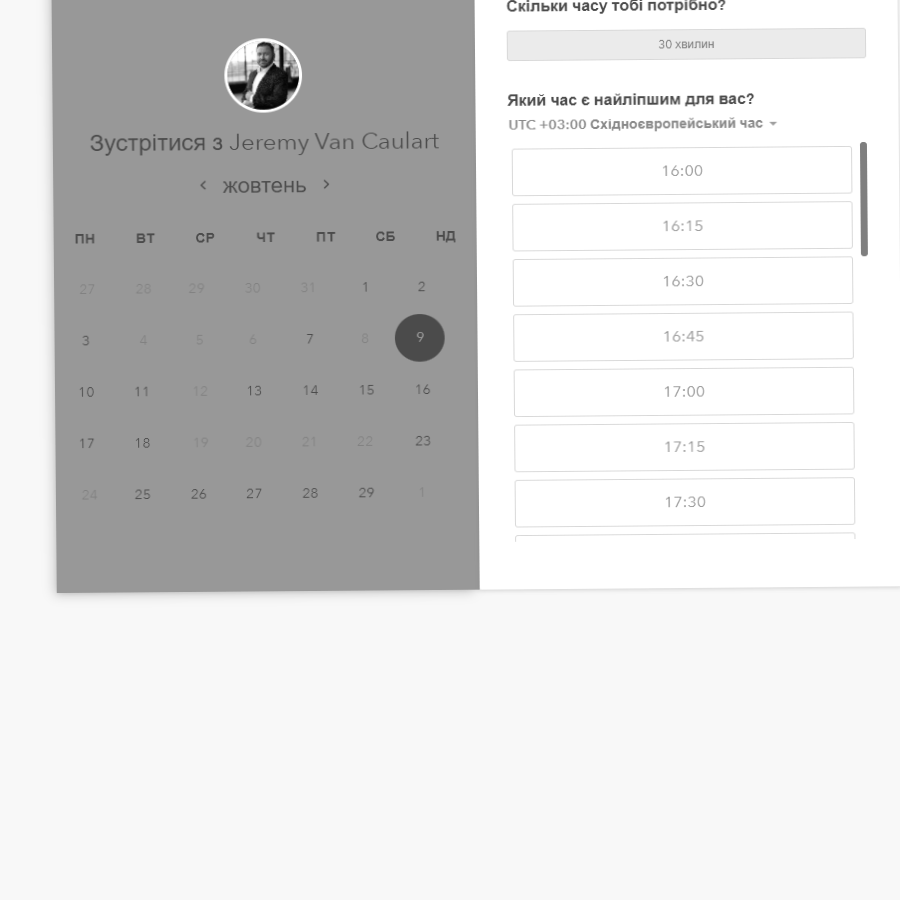 Зустрітися з Jeremy Van Caulart
жовтень
ПН ВТ СР ЧТ ПТ СБ НД
27 28 29 30 31 1 2
3 4 5 6 7 8 9
10 11 12 13 14 15 16
17 18 19 20 21 22 23
24 25 26 27 28 29 1
Скільки часу тобі потрібно?
30 хвилин
Який час є найліпшим для вас?
UTC +03:00 Східноєвропейський час
16:00
16:15
16:30
16:45
17:00
17:15
17:30